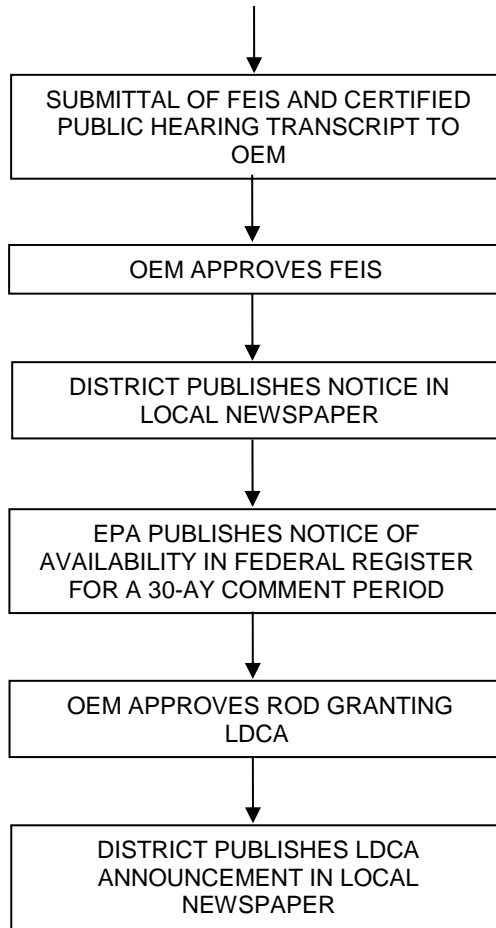 SUBMITTAL OF FEIS AND CERTIFIED
PUBLIC HEARING TRANSCRIPT TO
OEM
OEM APPROVES FEIS
DISTRICT PUBLISHES NOTICE IN
LOCAL NEWSPAPER
EPA PUBLISHES NOTICE OF
AVAILABILITY IN FEDERAL REGISTER
FOR A 30-AY COMMENT PERIOD
OEM APPROVES ROD GRANTING
LDCA
DISTRICT PUBLISHES LDCA
ANNOUNCEMENT IN LOCAL
NEWSPAPER